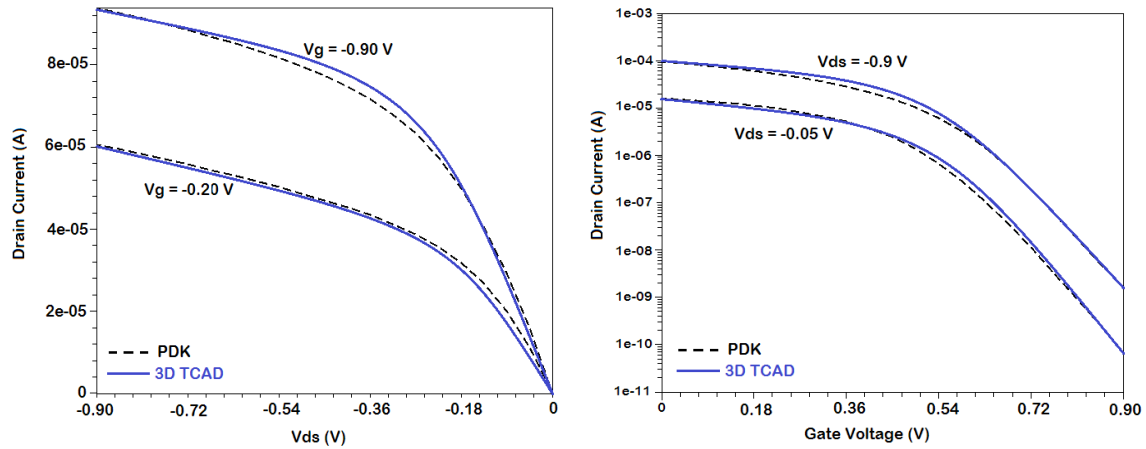 Drain Current (A)
8e-05
6e-05
4e-05
2e-05
0
Vg = -0.90 V
Vg = -0.20 V
PDK
3D TCAD
-0.90
-0.72
-0.54
-0.36
-0.18
0
Vds (V)
Drain Current (A)
1e-03
1e-04
1e-05
1e-06
1e-07
1e-08
1e-09
1e-10
1e-11
Vds = -0.9 V
Vds = -0.05 V
PDK
3D TCAD
0
0.18
0.36
0.54
0.72
0.90
Gate Voltage (V)